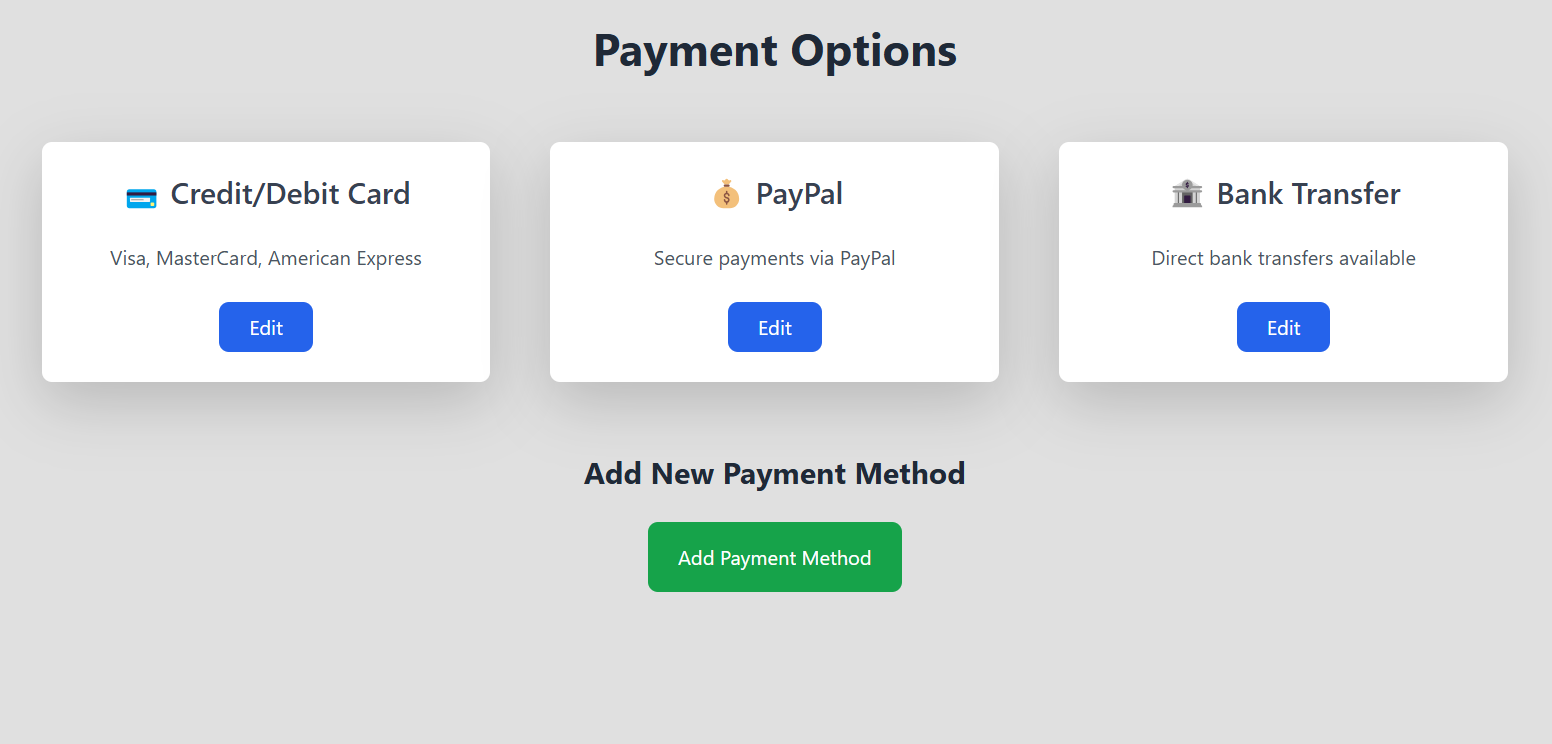 Payment Options
Credit/Debit Card
Visa, MasterCard, American Express
Edit
PayPal
Secure payments via PayPal
Edit
Bank Transfer
Direct bank transfers available
Edit
Add New Payment Method
Add Payment Method